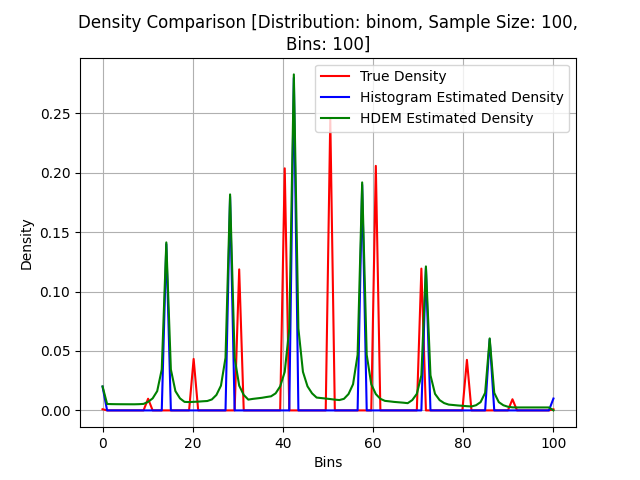 Density Comparison [Distribution: binom, Sample Size: 100,
Bins: 100]
True Density
Histogram Estimated Density
HDEM Estimated Density
Density
0.25
0.20
0.15
0.10
0.05
0.00
0 20 40 60 80 100
Bins